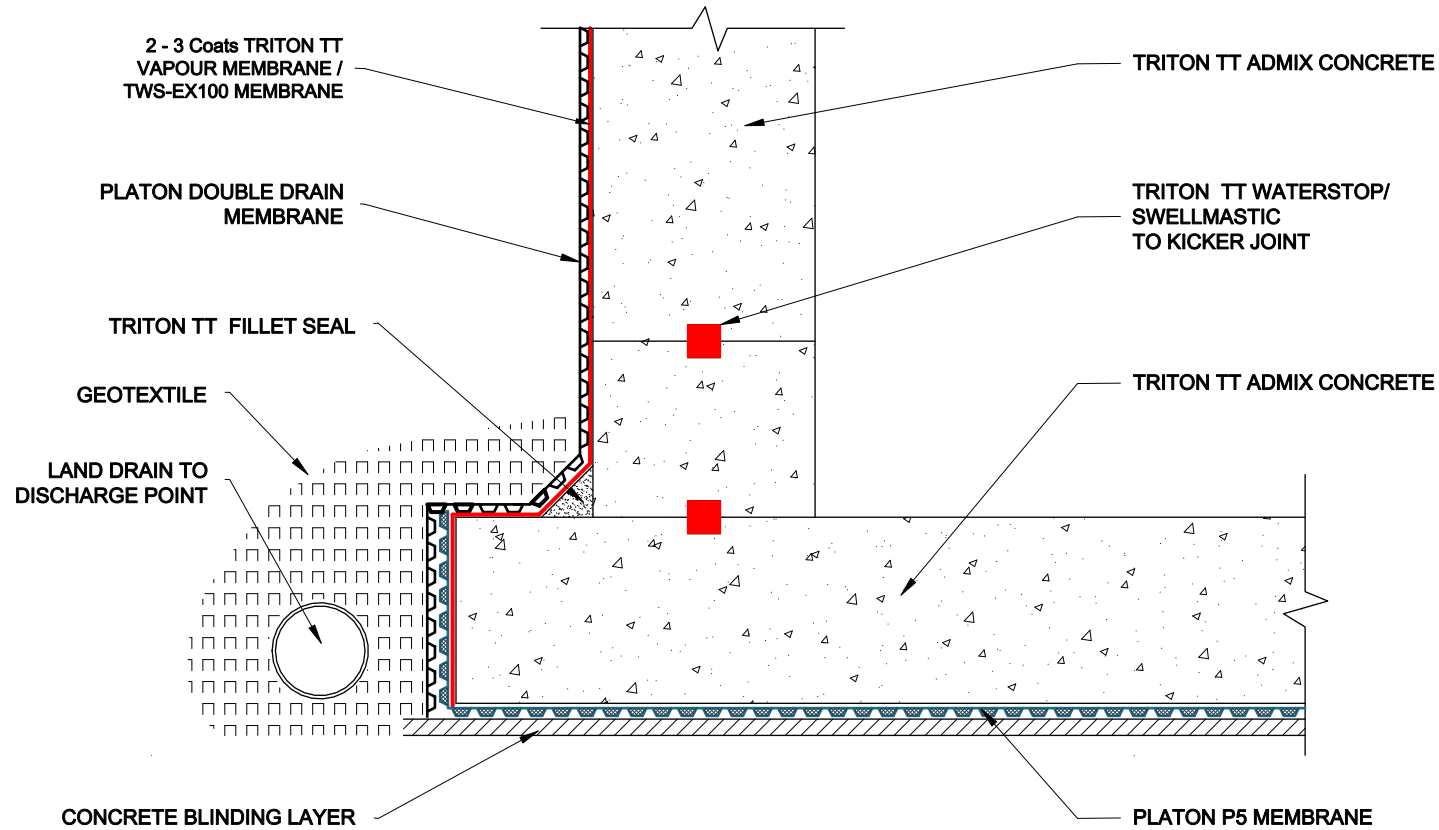 2 - 3 Coats TRITON TT
VAPOUR MEMBRANE /
TWS-EX100 MEMBRANE
PLATON DOUBLE DRAIN
MEMBRANE
TRITON TT FILLET SEAL
GEOTEXTILE
LAND DRAIN TO
DISCHARGE POINT
CONCRETE BLINDING LAYER
TRITON TT ADMIX CONCRETE
TRITON TT WATERSTOP/
SWELLMASTIC
TO KICKER JOINT
TRITON TT ADMIX CONCRETE
PLATON P5 MEMBRANE